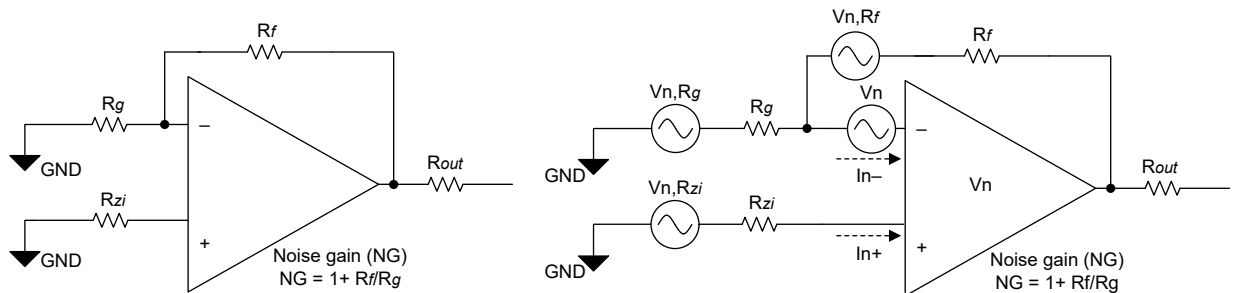 Rf
Rg
–
GND
Rout
Rzi
+
GND
Noise gain (NG)
NG = 1+ Rf/Rg
Vn,Rf
Rf
Vn,Rg
Rg
Vn
–
GND
In–
Vn
Rout
Vn,Rzi
Rzi
+
GND
In+
Noise gain (NG)
NG = 1+ Rf/Rg